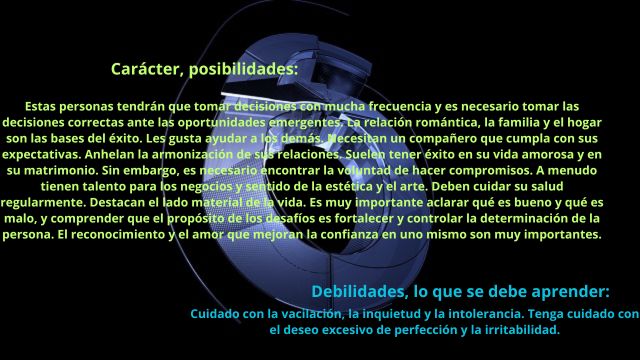 Carácter, posibilidades:
Estas personas tendrán que tomar decisiones con mucha frecuencia y es necesario tomar las
decisiones correctas ante las oportunidades emergentes. La relación romántica, la familia y el hogar
son las bases del éxito. Les gusta ayudar a los demás. Necesitan un compañero que cumpla con sus
expectativas. Anhelan la armonización de sus relaciones. Suelen tener éxito en su vida amorosa y en
su matrimonio. Sin embargo, es necesario encontrar la voluntad de hacer compromisos. A menudo
tienen talento para los negocios y sentido de la estética y el arte. Deben cuidar su salud
regularmente. Destacan el lado material de la vida. Es muy importante aclarar qué es bueno y qué es
malo, y comprender que el propósito de los desafíos es fortalecer y controlar la determinación de la
persona. El reconocimiento y el amor que mejoran la confianza en uno mismo son muy importantes.
Debilidades, lo que se debe aprender:
Cuidado con la vacilación, la inquietud y la intolerancia. Tenga cuidado con
el deseo excesivo de perfección y la irritabilidad.